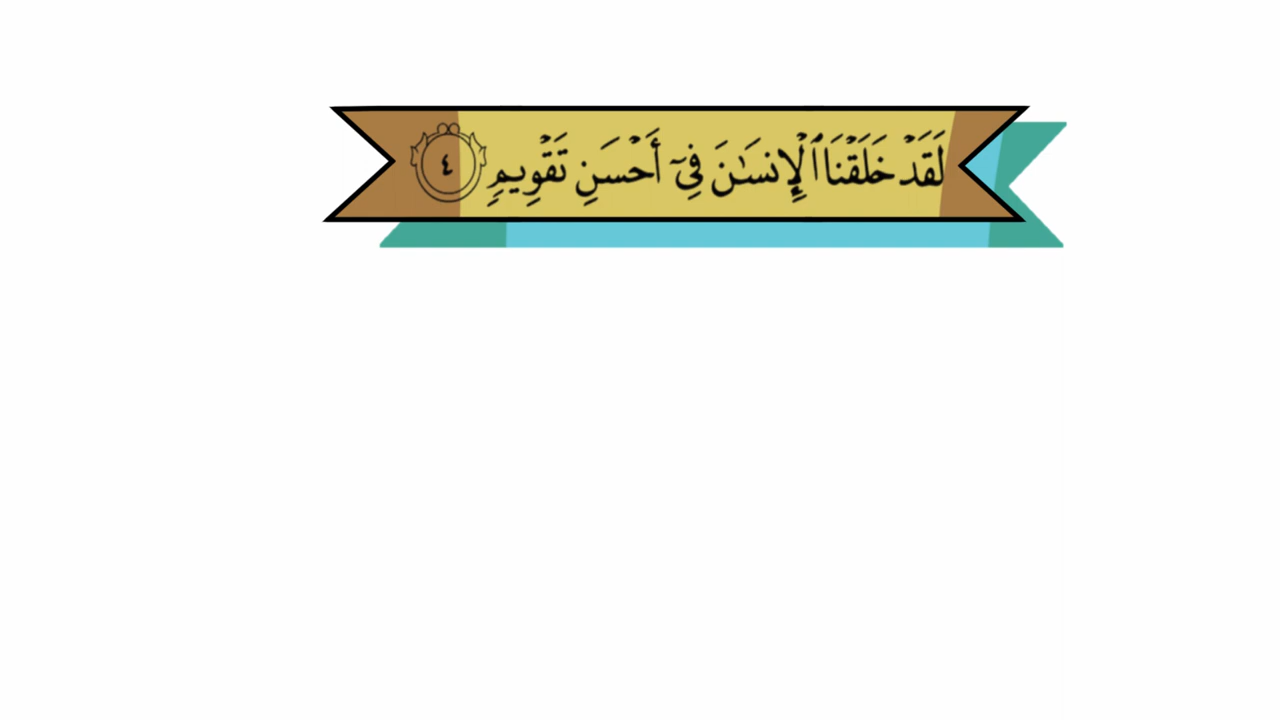 لَقَدْ خَلَقْنَا ٱلْإِنسَـٰنَ فِىٓ أَحْسَنِ تَقْوِيمٍ ٤